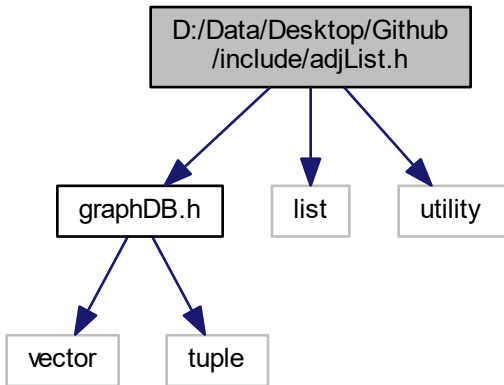 D:/Data/Desktop/Github
/include/adjList.h
graphDB.h
list
utility
vector
tuple